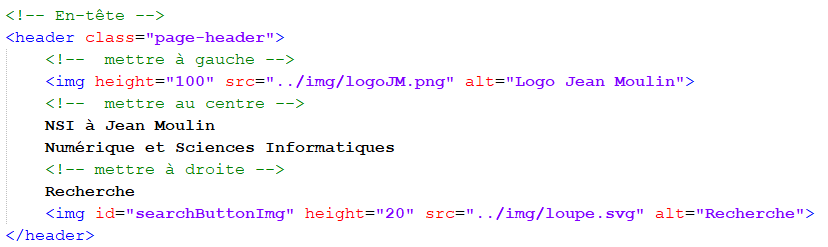 <!-- En-tête -->
<header class="page-header">
<!--  mettre à gauche -->
<img height="100" src="../img/logoJM.png" alt="Logo Jean Moulin">
<!--  mettre au centre -->
NSI à Jean Moulin
Numérique et Sciences Informatiques
<!-- mettre à droite -->
Recherche
<img id="searchButtonImg" height="20" src="../img/loupe.svg" alt="Recherche">
</header>